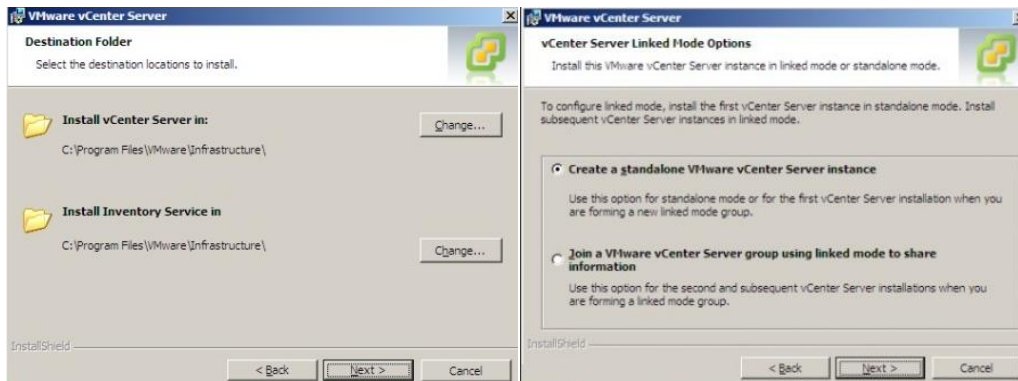 VMware vCenter Server
Destination Folder
Select the destination locations to install.
Install vCenter Server in:
Change...
C:\Program Files\VMware\Infrastructure\
Install Inventory Service in
C:\Program Files\VMware\Infrastructure\
Change...
InstallShield
< Back
Next >
Cancel
VMware vCenter Server
vCenter Server Linked Mode Options
Install this VMware vCenter Server instance in linked mode or standalone mode.
To configure linked mode, install the first vCenter Server instance in standalone mode. Install
subsequent vCenter Server instances in linked mode.
Create a standalone VMware vCenter Server instance
Use this option for standalone mode or for the first vCenter Server installation when you
are forming a new linked mode group.
Join a VMware vCenter Server group using linked mode to share
information
Use this option for the second and subsequent vCenter Server installations when you
are forming a linked mode group.
InstallShield
< Back
Next >
Cancel